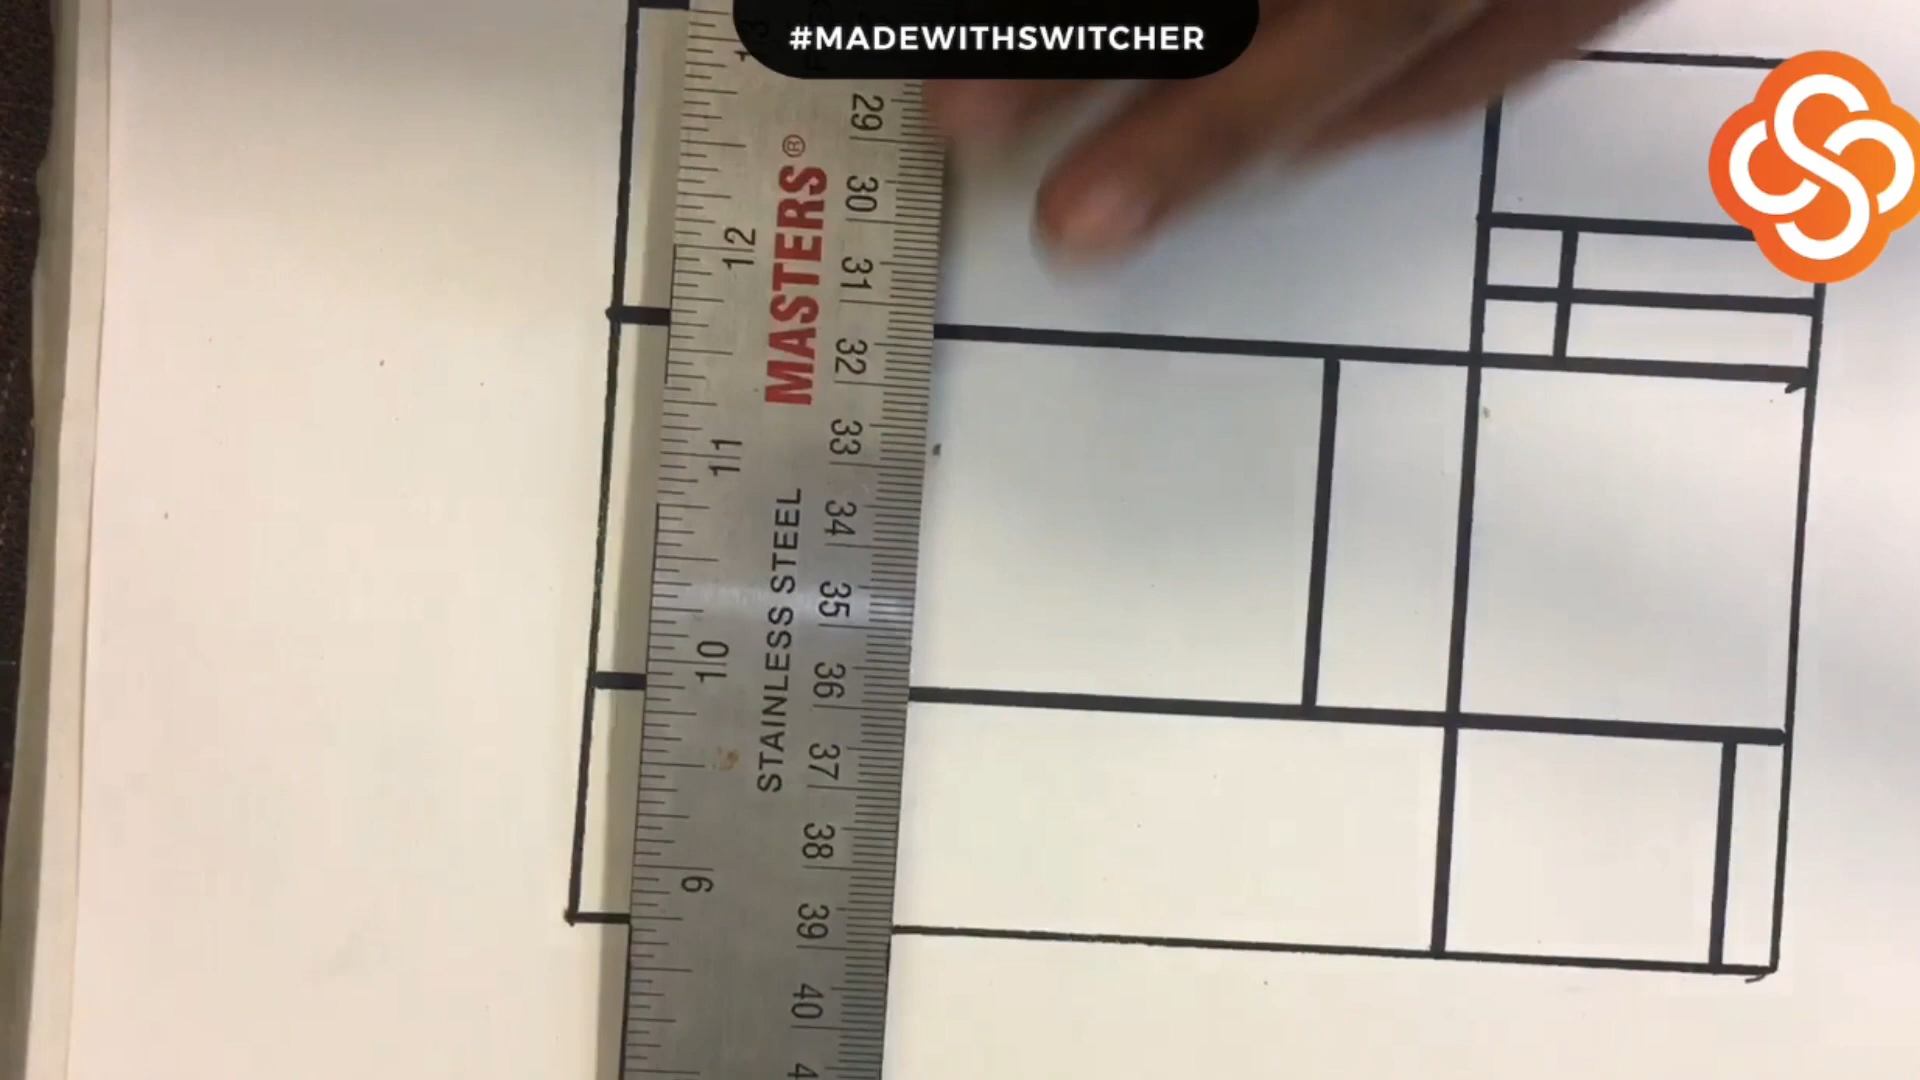 #MADEWITHSWITCHER
MASTERS®
STAINLESS STEEL
29 30 31 32 33 34 35 36 37 38 39 40
12 11 10 9